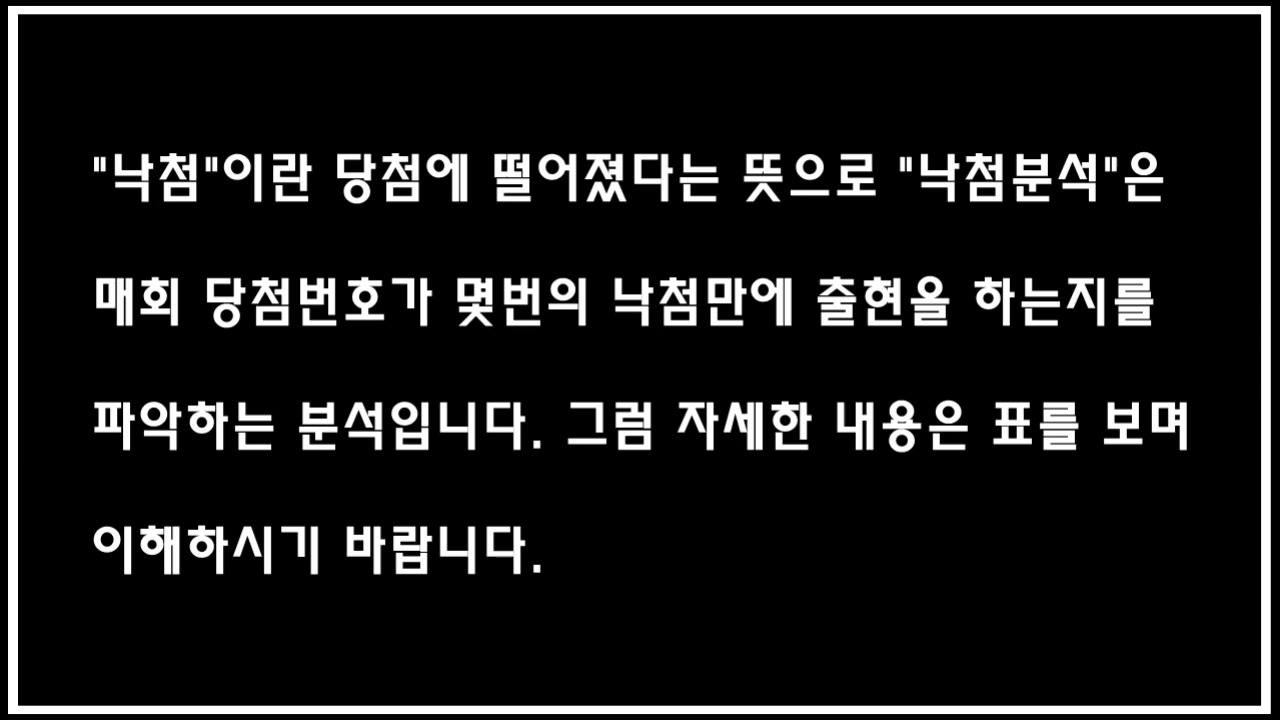 "낙첨"이란 당첨에 떨어졌다는 뜻으로 "낙첨분석"은
매회 당첨번호가 몇번의 낙첨만에 출현을 하는지를
파악하는 분석입니다. 그럼 자세한 내용은 표를 보며
이해하시기 바랍니다.